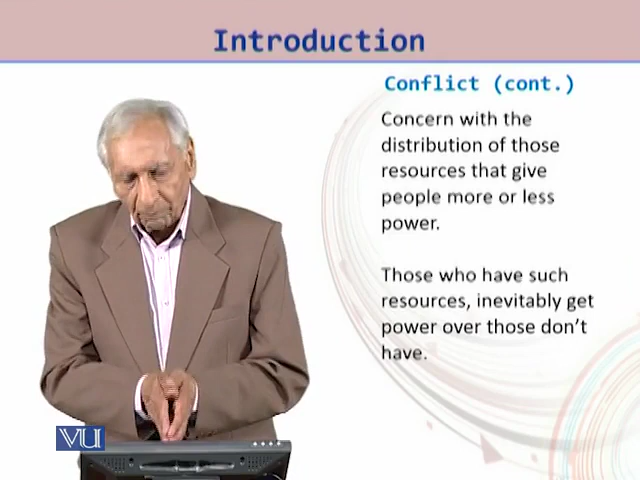 Introduction
Conflict (cont.)
Concern with the
distribution of those
resources that give
people more or less
power.
Those who have such
resources, inevitably get
power over those don’t
have.
VU